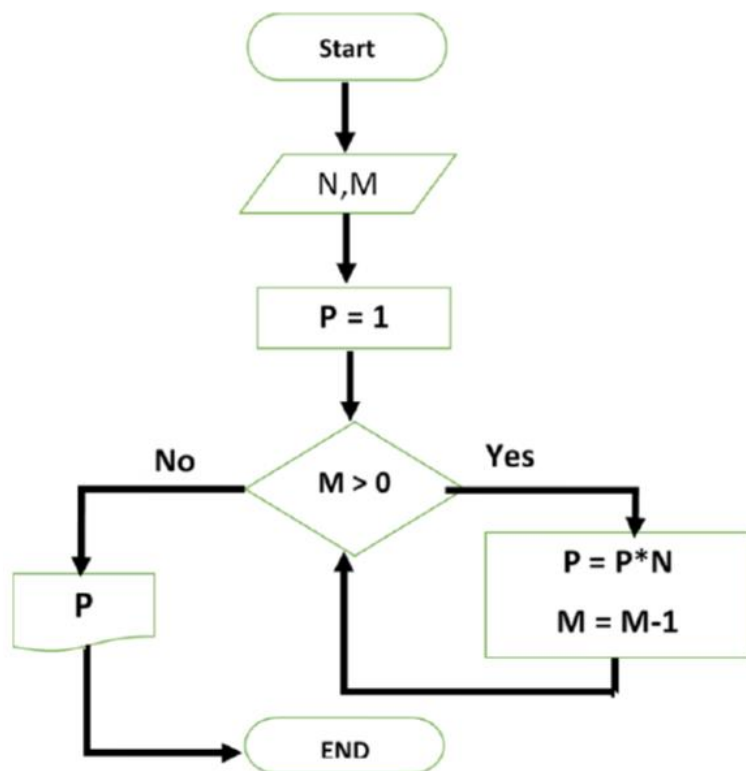 Start
N,M
P = 1
M > 0
No
Yes
P = P*N
M = M-1
P
END